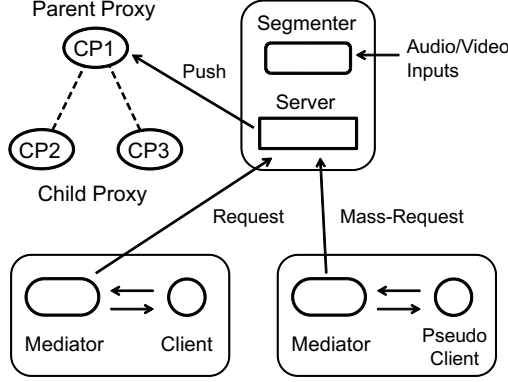 Parent Proxy
CP1
Segmenter
Audio/Video
Inputs
Push
Server
CP2
CP3
Child Proxy
Request
Mass-Request
Mediator
Client
Mediator
Pseudo
Client